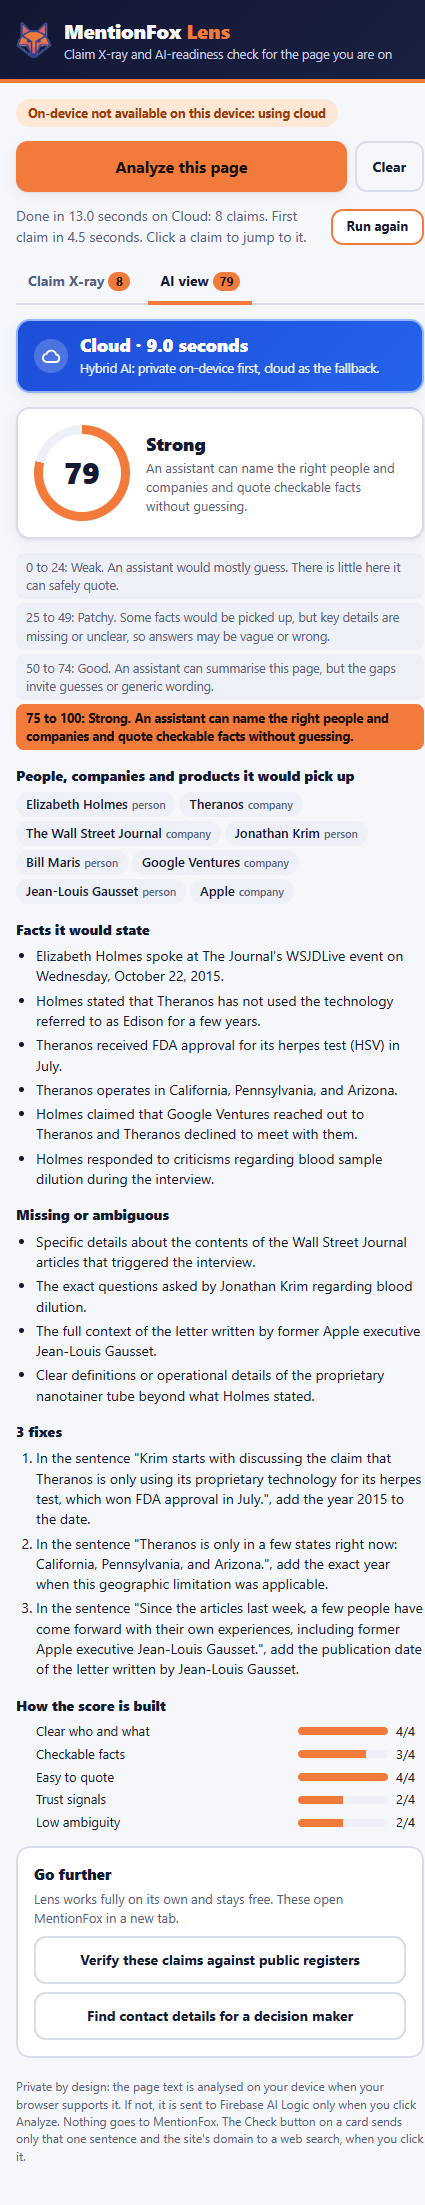 MentionFox Lens
Claim X-ray and AI-readiness check for the page you are on
On-device not available on this device: using cloud
Analyze this page
Clear
Done in 13.0 seconds on Cloud: 8 claims. First
claim in 4.5 seconds. Click a claim to jump to it.
Run again
Claim X-ray 8
AI view 79
Cloud · 9.0 seconds
Hybrid AI: private on-device first, cloud as the fallback.
79
Strong
An assistant can name the right people and
companies and quote checkable facts
without guessing.
0 to 24: Weak. An assistant would mostly guess. There is little here it
can safely quote.
25 to 49: Patchy. Some facts would be picked up, but key details are
missing or unclear, so answers may be vague or wrong.
50 to 74: Good. An assistant can summarise this page, but the gaps
invite guesses or generic wording.
75 to 100: Strong. An assistant can name the right people and
companies and quote checkable facts without guessing.
People, companies and products it would pick up
Elizabeth Holmes person
Theranos company
The Wall Street Journal company
Jonathan Krim person
Bill Maris person
Google Ventures company
Jean-Louis Gausset person
Apple company
Facts it would state
• Elizabeth Holmes spoke at The Journal's WSJDLive event on
Wednesday, October 22, 2015.
• Holmes stated that Theranos has not used the technology
referred to as Edison for a few years.
• Theranos received FDA approval for its herpes test (HSV) in
July.
• Theranos operates in California, Pennsylvania, and Arizona.
• Holmes claimed that Google Ventures reached out to
Theranos and Theranos declined to meet with them.
• Holmes responded to criticisms regarding blood sample
dilution during the interview.
Missing or ambiguous
• Specific details about the contents of the Wall Street Journal
articles that triggered the interview.
• The exact questions asked by Jonathan Krim regarding blood
dilution.
• The full context of the letter written by former Apple executive
Jean-Louis Gausset.
• Clear definitions or operational details of the proprietary
nanotainer tube beyond what Holmes stated.
3 fixes
1. In the sentence "Krim starts with discussing the claim that
Theranos is only using its proprietary technology for its herpes
test, which won FDA approval in July.", add the year 2015 to
the date.
2. In the sentence "Theranos is only in a few states right now:
California, Pennsylvania, and Arizona.", add the exact year
when this geographic limitation was applicable.
3. In the sentence "Since the articles last week, a few people have
come forward with their own experiences, including former
Apple executive Jean-Louis Gausset.", add the publication date
of the letter written by Jean-Louis Gausset.
How the score is built
Clear who and what 4/4
Checkable facts 3/4
Easy to quote 4/4
Trust signals 2/4
Low ambiguity 2/4
Go further
Lens works fully on its own and stays free. These open
MentionFox in a new tab.
Verify these claims against public registers
Find contact details for a decision maker
Private by design: the page text is analysed on your device when your
browser supports it. If not, it is sent to Firebase AI Logic only when you click
Analyze. Nothing goes to MentionFox. The Check button on a card sends
only that one sentence and the site's domain to a web search, when you click
it.